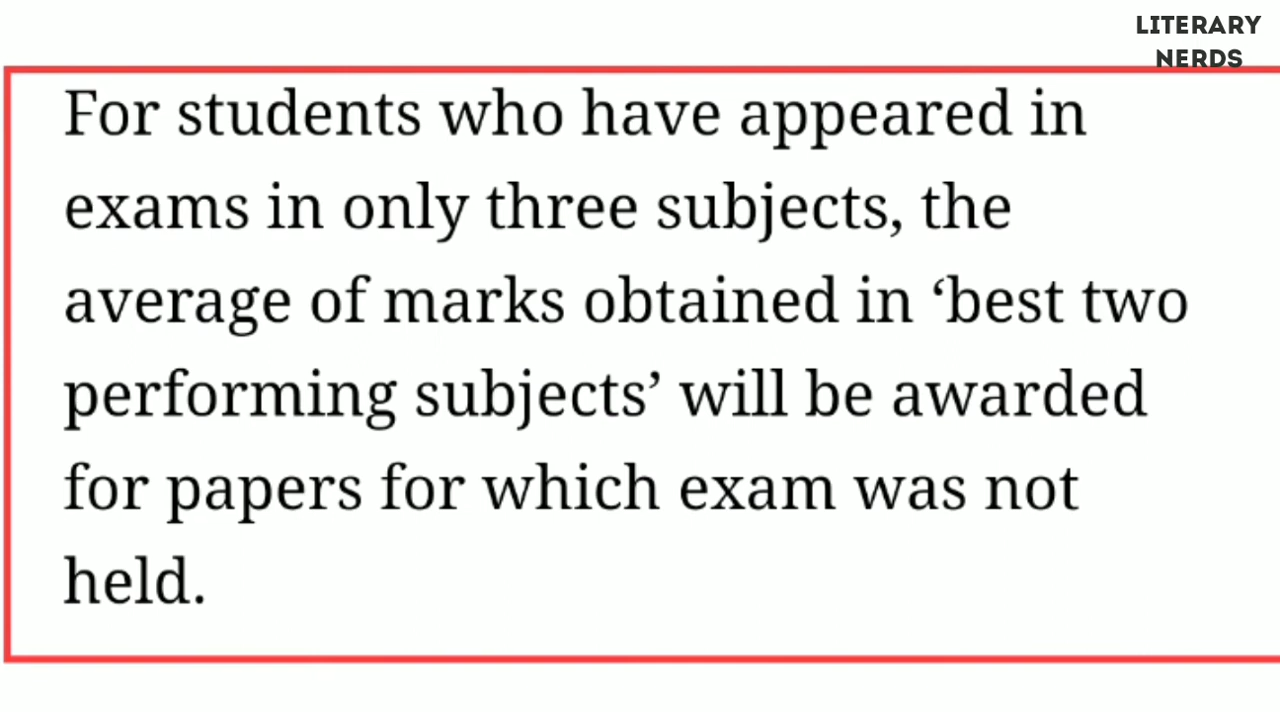 LITERARY
NERDS
For students who have appeared in
exams in only three subjects, the
average of marks obtained in ‘best two
performing subjects’ will be awarded
for papers for which exam was not
held.